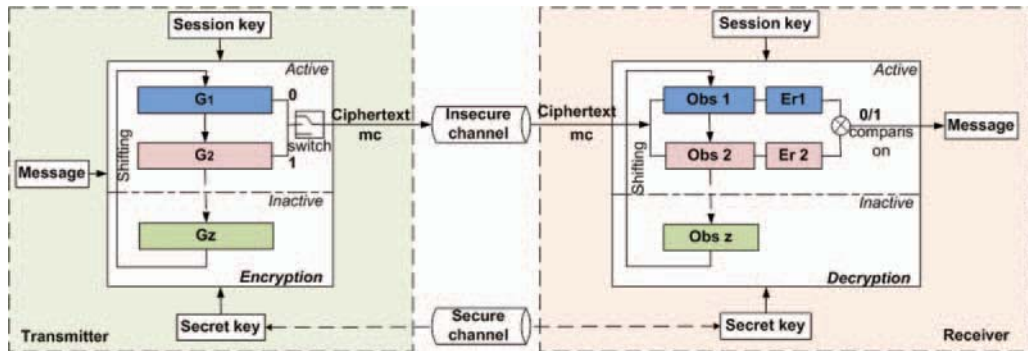 Session key
Active
G1
0
Shifting
G2
1
switch
Message
Inactive
Gz
Encryption
Secret key
Transmitter
Ciphertext
mc
Insecure
channel
Ciphertext
mc
Secure
channel
Session key
Active
Obs 1
Er1
0/1
comparis
on
Message
Shifting
Obs 2
Er 2
Inactive
Obs z
Decryption
Secret key
Receiver